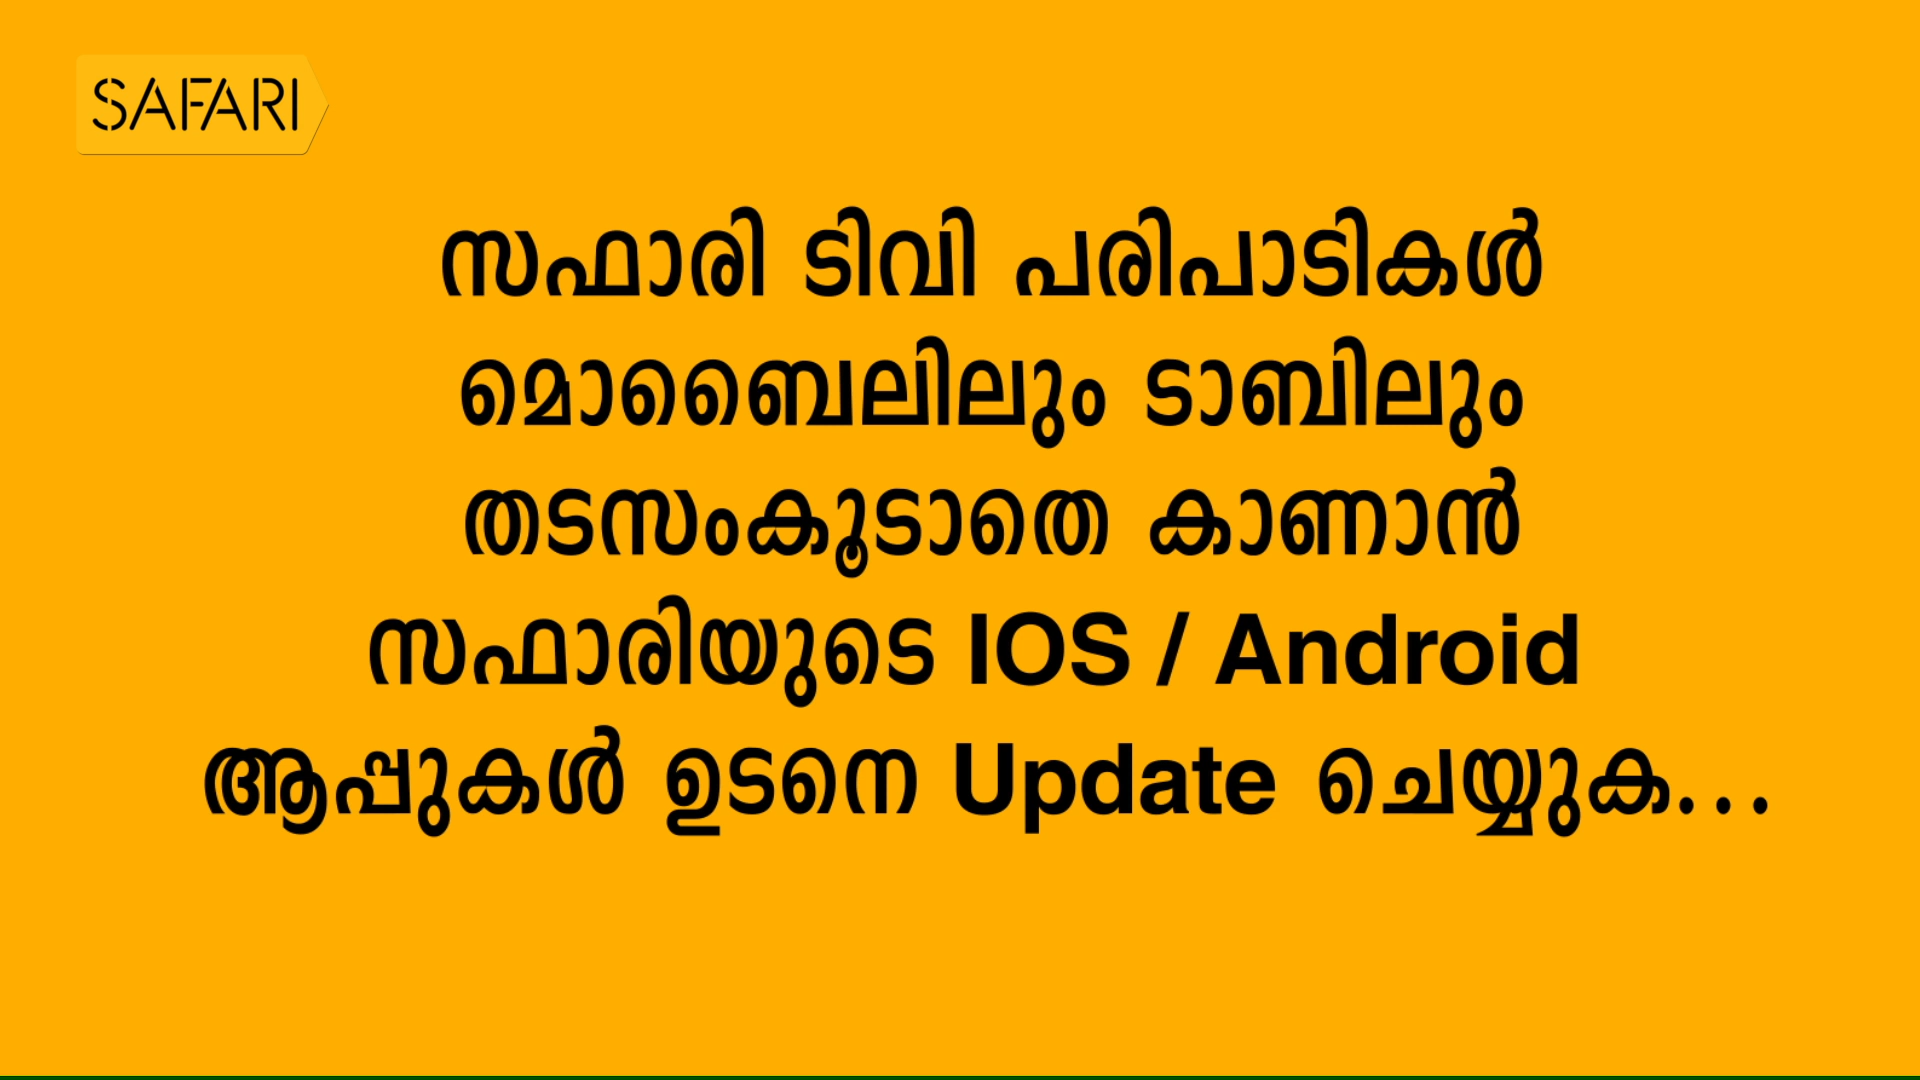 SAFARI
സഫാരി ടിവി പരിപാടികൾ
മൊബൈലിലും ടാബിലും
തടസംകൂടാതെ കാണാൻ
സഫാരിയുടെ IOS / Android
ആപ്പുകൾ ഉടനെ Update ചെയ്യുക...